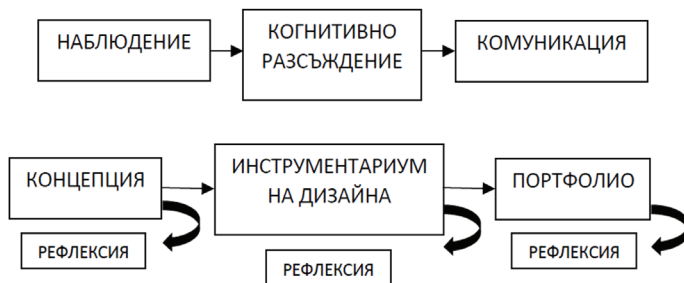 НАБЛЮДЕНИЕ
КОГНИТИВНО
РАЗСЪЖДЕНИЕ
КОМУНИКАЦИЯ
КОНЦЕПЦИЯ
ИНСТРУМЕНТАРИУМ
НА ДИЗАЙНА
ПОРТФОЛИО
РЕФЛЕКСИЯ
РЕФЛЕКСИЯ
РЕФЛЕКСИЯ